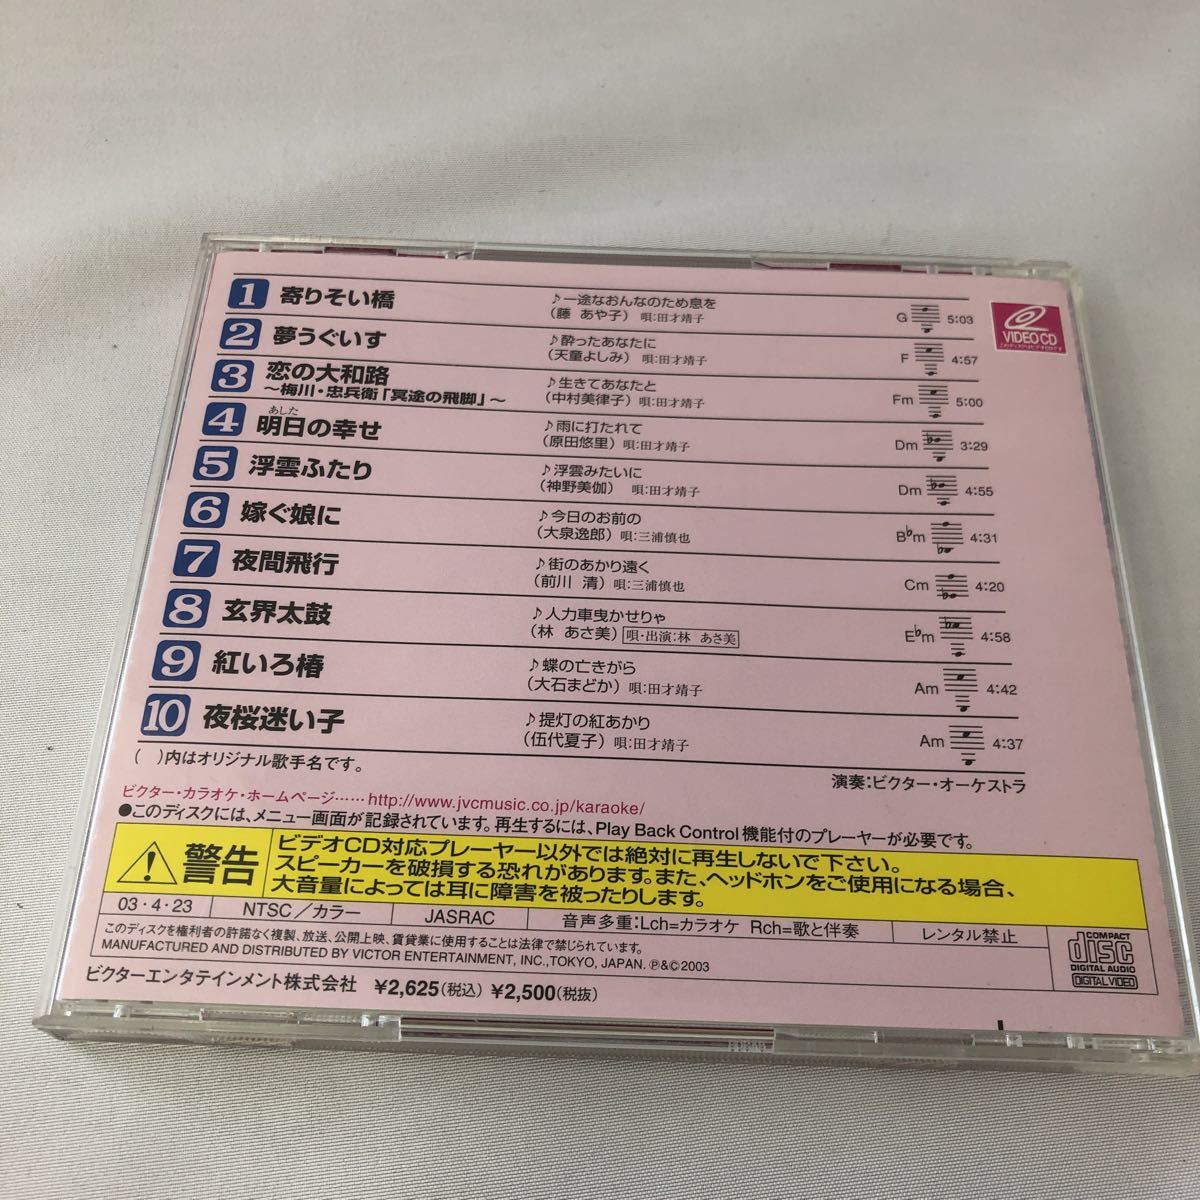 1 寄りそい橋 ♪一途なおんなのため息を
(藤 あや子) 唄:田才靖子 G 5:03
2 夢うぐいす ♪酔ったあなたに
(天童よしみ) 唄:田才靖子 F 4:57
3 恋の大和路 ♪生きてあなたと
〜梅川・忠兵衛「冥途の飛脚」〜 (中村美律子) 唄:田才靖子 Fm 5:00
あした
4 明日の幸せ ♪雨に打たれて
(原田悠里) 唄:田才靖子 Dm 3:29
5 浮雲ふたり ♪浮雲みたいに
(神野美伽) 唄:田才靖子 Dm 4:55
6 嫁ぐ娘に ♪今日のお前の
(大泉逸郎) 唄:三浦慎也 B♭m 4:31
7 夜間飛行 ♪街のあかり遠く
(前川 清) 唄:三浦慎也 Cm 4:20
8 玄界太鼓 ♪人力車曳かせりゃ
(林 あさ美) 唄・出演:林 あさ美 E♭m 4:58
9 紅いろ椿 ♪蝶の亡きがら
(大石まどか) 唄:田才靖子 Am 4:42
10 夜桜迷い子 ♪提灯の紅あかり
(伍代夏子) 唄:田才靖子 Am 4:37
VIDEO CD
( )内はオリジナル歌手名です。
演奏:ビクター・オーケストラ
ビクター・カラオケ・ホームページ……http://www.jvcmusic.co.jp/karaoke/
●このディスクには、メニュー画面が記録されています。再生するには、Play Back Control機能付のプレーヤーが必要です。
警告
ビデオCD対応プレーヤー以外では絶対に再生しないで下さい。
スピーカーを破損する恐れがあります。また、ヘッドホンをご使用になる場合、
大音量によっては耳に障害を被ったりします。
03・4・23 NTSC/カラー JASRAC 音声多重:Lch=カラオケ Rch=歌と伴奏 レンタル禁止
このディスクを権利者の許諾なく複製、放送、公開上映、賃貸業に使用することは法律で禁じられています。
MANUFACTURED AND DISTRIBUTED BY VICTOR ENTERTAINMENT, INC.,TOKYO, JAPAN. ℗&©2003
COMPACT
disc
DIGITAL AUDIO
DIGITAL VIDEO
ビクターエンタテインメント株式会社 ¥2,625(税込) ¥2,500(税抜)